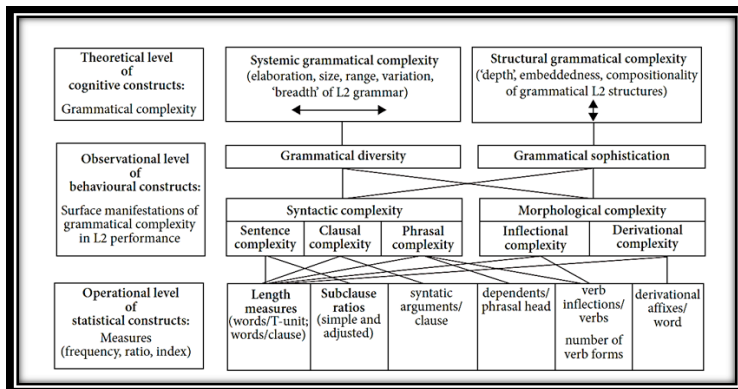 Theoretical level
of
cognitive constructs:
Grammatical complexity
Systemic grammatical complexity
(elaboration, size, range, variation,
'breadth' of L2 grammar)
Structural grammatical complexity
('depth', embeddedness, compositionality
of grammatical L2 structures)
Observational level
of
behavioural constructs:
Surface manifestations of
grammatical complexity
in L2 performance
Grammatical diversity
Grammatical sophistication
Syntactic complexity
Sentence
complexity
Clausal
complexity
Phrasal
complexity
Morphological complexity
Inflectional
complexity
Derivational
complexity
Operational level
of
statistical constructs:
Measures
(frequency, ratio, index)
Length
measures
(words/T-unit;
words/clause)
Subclause
ratios
(simple and
adjusted)
syntatic
arguments/
clause
dependents/
phrasal head
verb
inflections/
verbs
number of
verb forms
derivational
affixes/
word